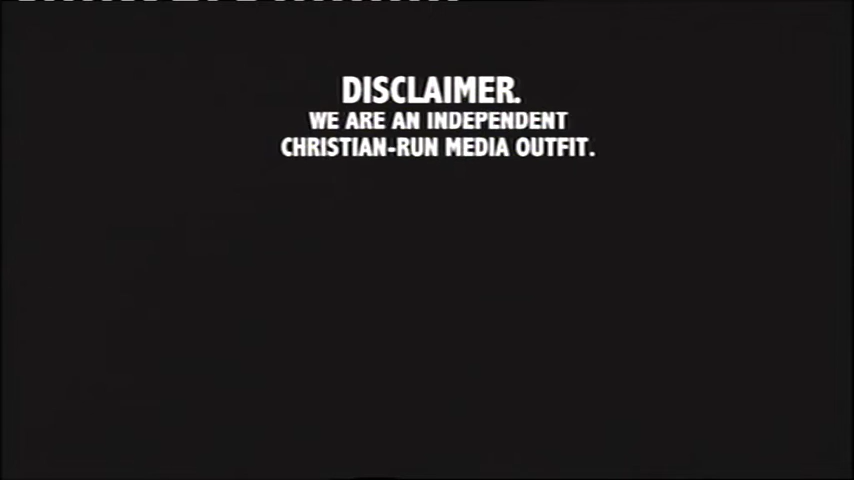 DISCLAIMER.
WE ARE AN INDEPENDENT
CHRISTIAN-RUN MEDIA OUTFIT.